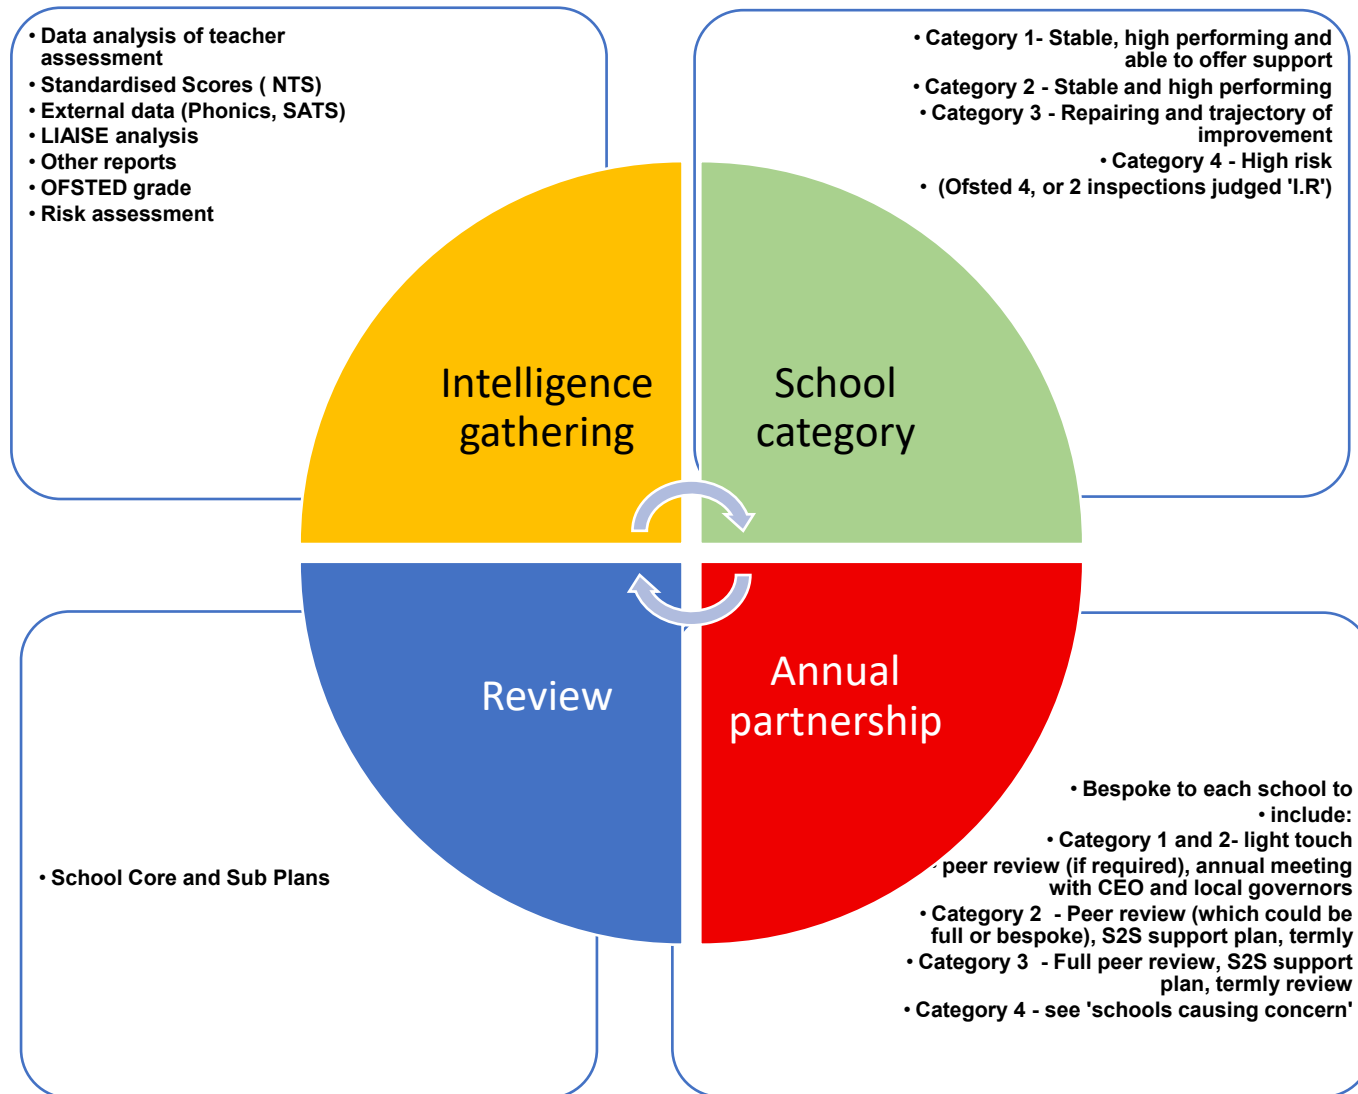 • Data analysis of teacher
assessment
• Standardised Scores ( NTS)
• External data (Phonics, SATS)
• LIAISE analysis
• Other reports
• OFSTED grade
• Risk assessment
• Category 1- Stable, high performing and
able to offer support
• Category 2 - Stable and high performing
• Category 3 - Repairing and trajectory of
improvement
• Category 4 - High risk
• (Ofsted 4, or 2 inspections judged 'I.R')
Intelligence
gathering
School
category
Review
Annual
partnership
• School Core and Sub Plans
• Bespoke to each school to
• include:
• Category 1 and 2- light touch
• peer review (if required), annual meeting
with CEO and local governors
• Category 2 - Peer review (which could be
full or bespoke), S2S support plan, termly
• Category 3 - Full peer review, S2S support
plan, termly review
• Category 4 - see 'schools causing concern'